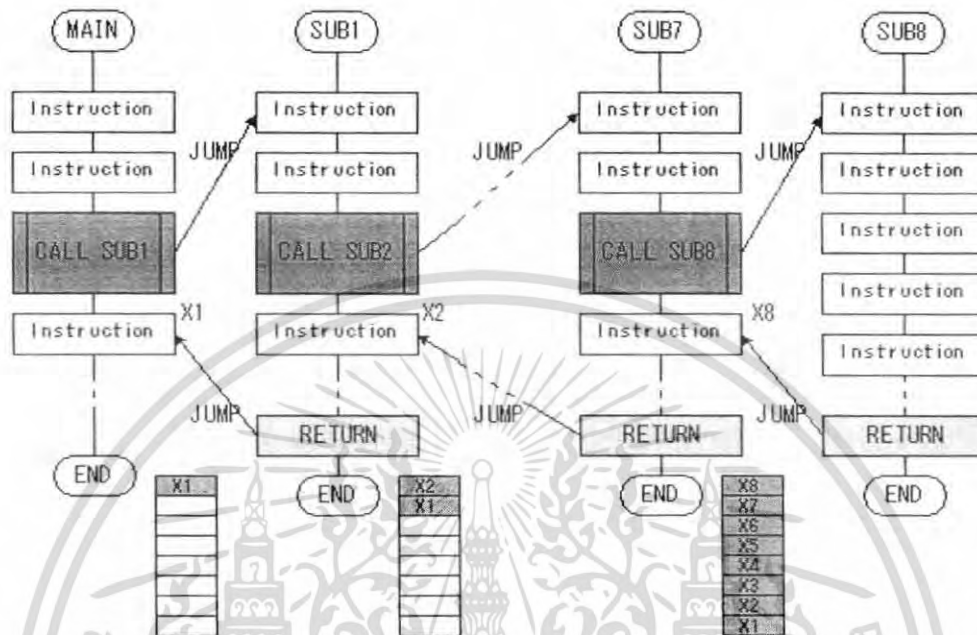 MAIN
SUB1
SUB7
SUB8
Instruction
Instruction
Instruction
Instruction
JUMP
JUMP
JUMP
Instruction
Instruction
Instruction
Instruction
CALL SUB1
CALL SUB2
CALL SUB8
Instruction
X1
X2
X8
Instruction
Instruction
Instruction
Instruction
Instruction
JUMP
JUMP
JUMP
RETURN
RETURN
RETURN
END
END
END
END
X1
X2
X1
X8
X7
X6
X5
X4
X3
X2
X1